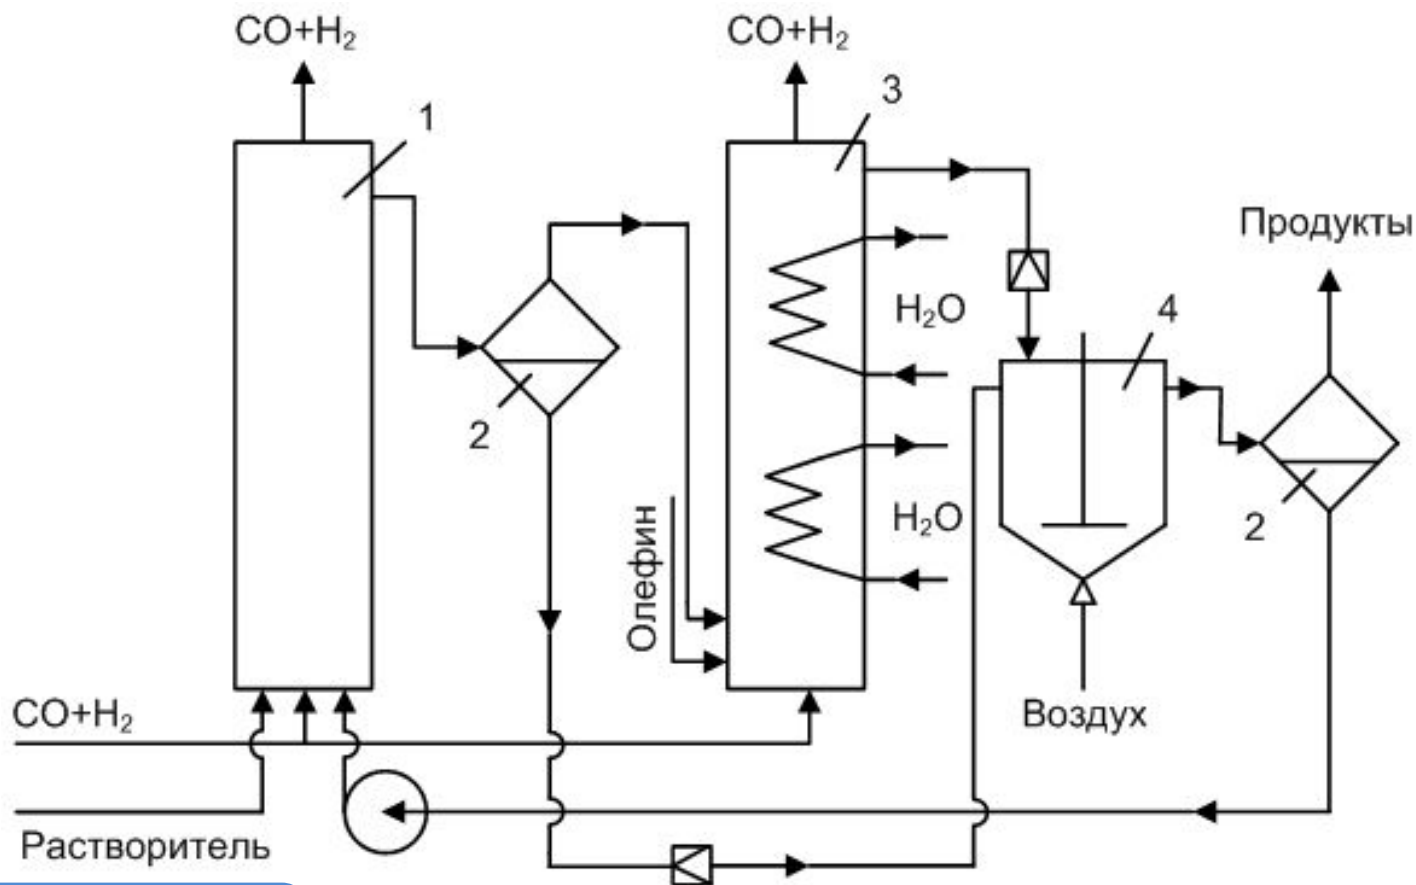 CO+H₂
CO+H₂
3
1
Продукты
H₂O
4
2
H₂O
2
Олефин
CO+H₂
Воздух
Растворитель